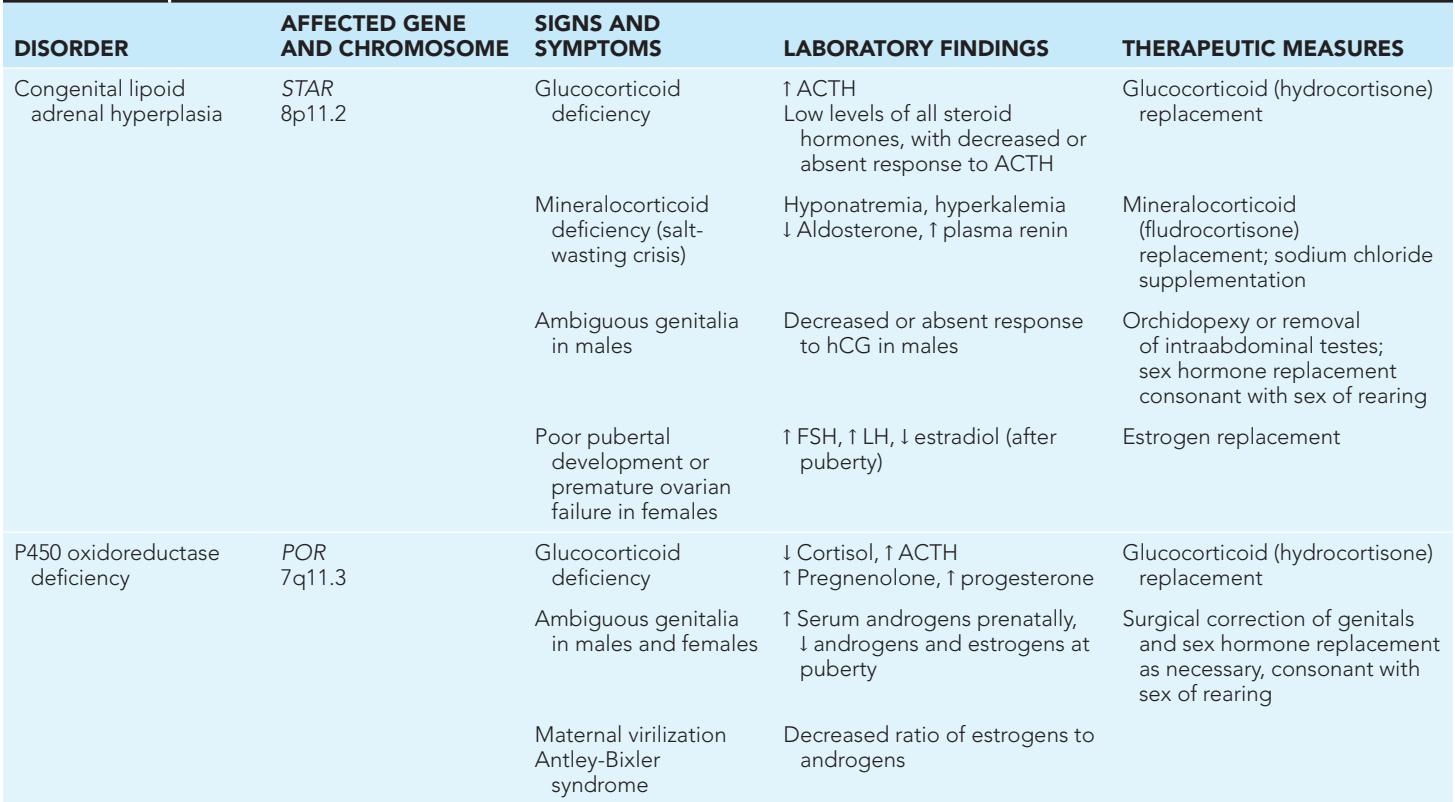 DISORDER
AFFECTED GENE
AND CHROMOSOME
SIGNS AND
SYMPTOMS
LABORATORY FINDINGS
THERAPEUTIC MEASURES
Congenital lipoid
adrenal hyperplasia
STAR
8p11.2
Glucocorticoid
deficiency
↑ ACTH
Low levels of all steroid
hormones, with decreased or
absent response to ACTH
Glucocorticoid (hydrocortisone)
replacement
Mineralocorticoid
deficiency (salt-
wasting crisis)
Hyponatremia, hyperkalemia
↓ Aldosterone, ↑ plasma renin
Mineralocorticoid
(fludrocortisone)
replacement; sodium chloride
supplementation
Ambiguous genitalia
in males
Decreased or absent response
to hCG in males
Orchidopexy or removal
of intraabdominal testes;
sex hormone replacement
consonant with sex of rearing
Poor pubertal
development or
premature ovarian
failure in females
↑ FSH, ↑ LH, ↓ estradiol (after
puberty)
Estrogen replacement
P450 oxidoreductase
deficiency
POR
7q11.3
Glucocorticoid
deficiency
↓ Cortisol, ↑ ACTH
↑ Pregnenolone, ↑ progesterone
Glucocorticoid (hydrocortisone)
replacement
Ambiguous genitalia
in males and females
↑ Serum androgens prenatally,
↓ androgens and estrogens at
puberty
Surgical correction of genitals
and sex hormone replacement
as necessary, consonant with
sex of rearing
Maternal virilization
Antley-Bixler
syndrome
Decreased ratio of estrogens to
androgens